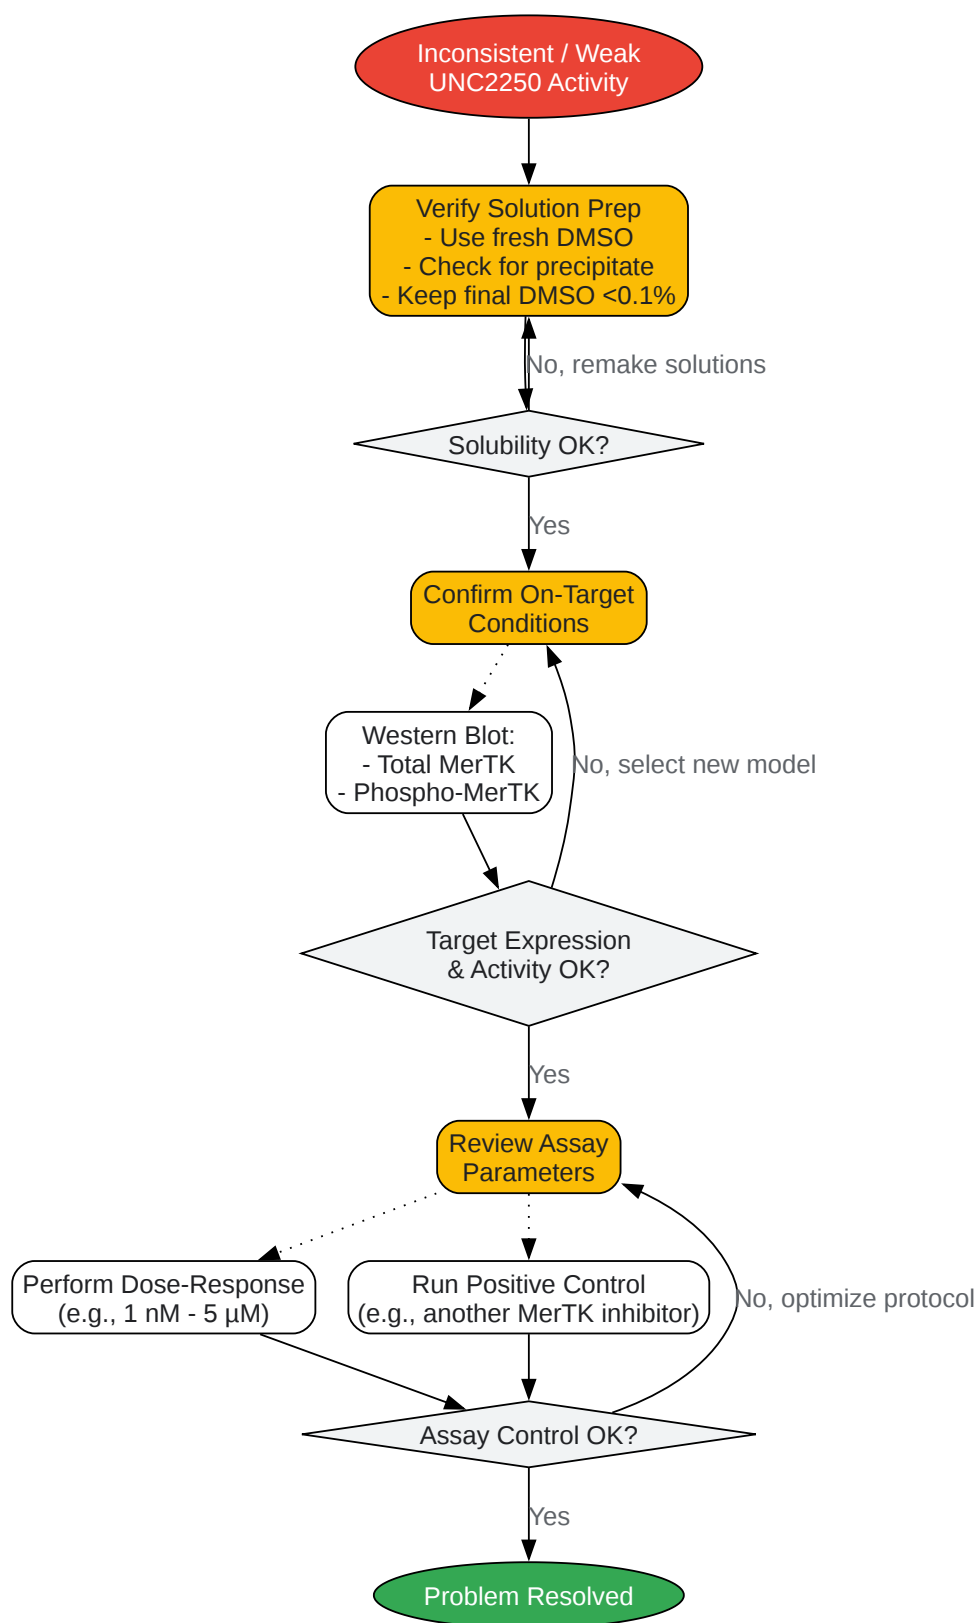 Inconsistent / Weak
UNC2250 Activity
Verify Solution Prep
- Use fresh DMSO
- Check for precipitate
- Keep final DMSO <0.1%
No, remake solutions
Solubility OK?
Yes
Confirm On-Target
Conditions
Western Blot:
- Total MerTK
- Phospho-MerTK
No, select new model
Target Expression
& Activity OK?
Yes
Review Assay
Parameters
Perform Dose-Response
(e.g., 1 nM - 5 µM)
Run Positive Control
(e.g., another MerTK inhibitor)
No, optimize protocol
Assay Control OK?
Yes
Problem Resolved